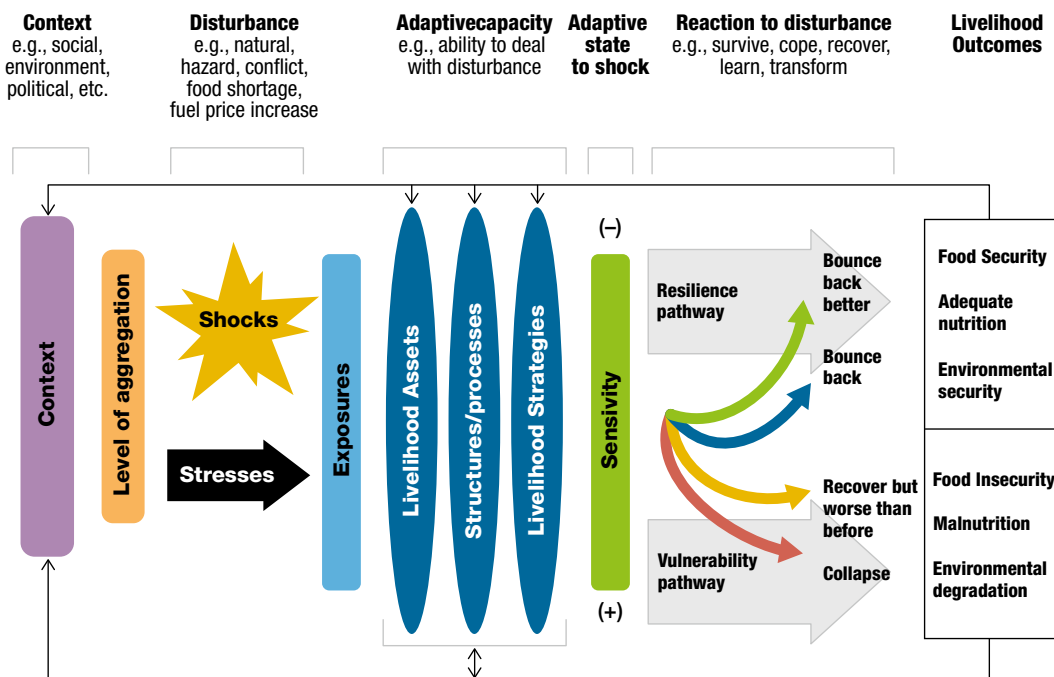 Context
e.g., social,
environment,
political, etc.
Disturbance
e.g., natural,
hazard, conflict,
food shortage,
fuel price increase
Adaptivecapacity
e.g., ability to deal
with disturbance
Adaptive
state
to shock
Reaction to disturbance
e.g., survive, cope, recover,
learn, transform
Livelihood
Outcomes
Context
Level of aggregation
Shocks
Stresses
Exposures
Livelihood Assets
Structures/processes
Livelihood Strategies
(–)
Sensivity
(+)
Resilience
pathway
Bounce
back
better
Bounce
back
Recover but
worse than
before
Vulnerability
pathway
Collapse
Food Security
Adequate
nutrition
Environmental
security
Food Insecurity
Malnutrition
Environmental
degradation